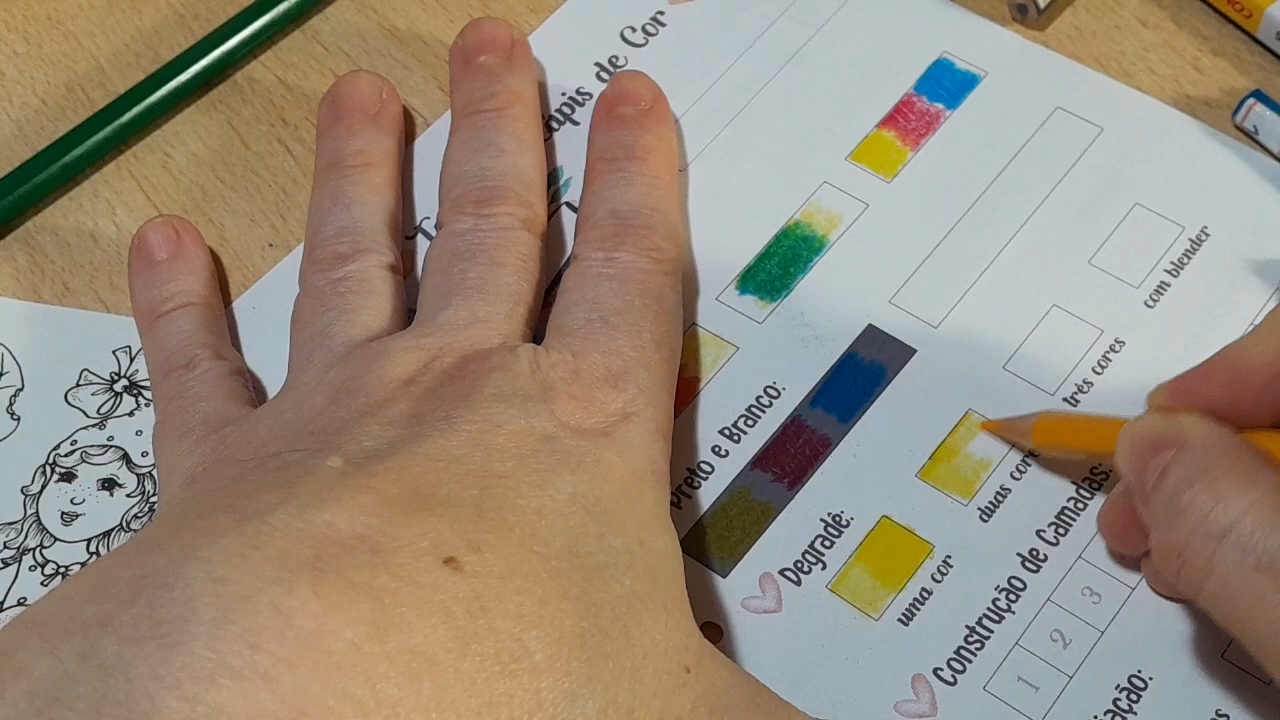 ápis de Cor
Preto e Branco:
Degradê:
uma cor
duas cores
três cores
com blender
Construção de Camadas:
1 2 3